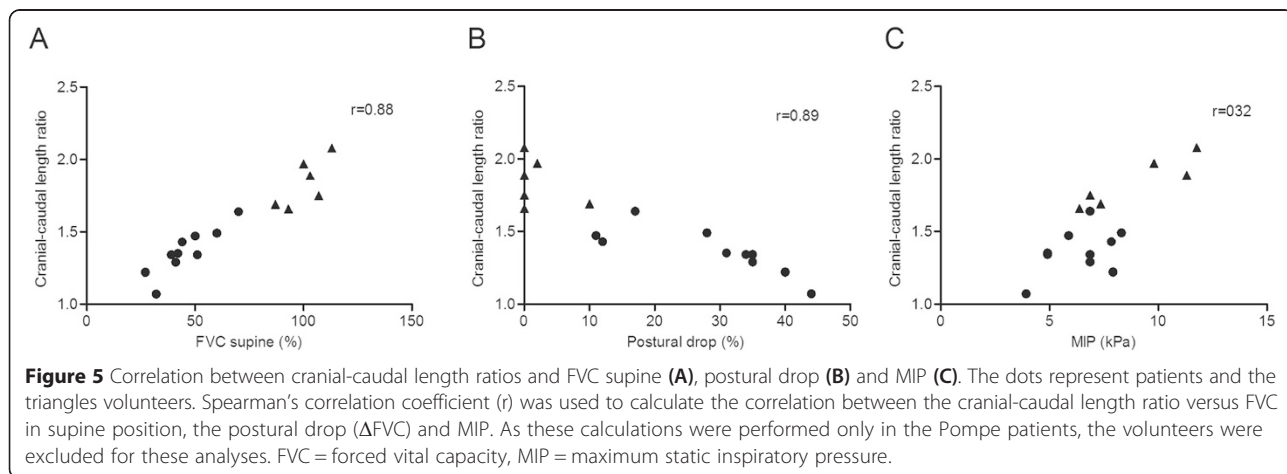 A
Cranial-caudal length ratio
2.5
2.0
1.5
1.0
r=0.88
0
50
100
150
FVC supine (%)
B
Cranial-caudal length ratio
2.5
2.0
1.5
1.0
r=0.89
0
10
20
30
40
50
Postural drop (%)
C
Cranial-caudal length ratio
2.5
2.0
1.5
1.0
r=032
0
5
10
15
MIP (kPa)
Figure 5 Correlation between cranial-caudal length ratios and FVC supine (A), postural drop (B) and MIP (C). The dots represent patients and the
triangles volunteers. Spearman's correlation coefficient (r) was used to calculate the correlation between the cranial-caudal length ratio versus FVC
in supine position, the postural drop (ΔFVC) and MIP. As these calculations were performed only in the Pompe patients, the volunteers were
excluded for these analyses. FVC = forced vital capacity, MIP = maximum static inspiratory pressure.